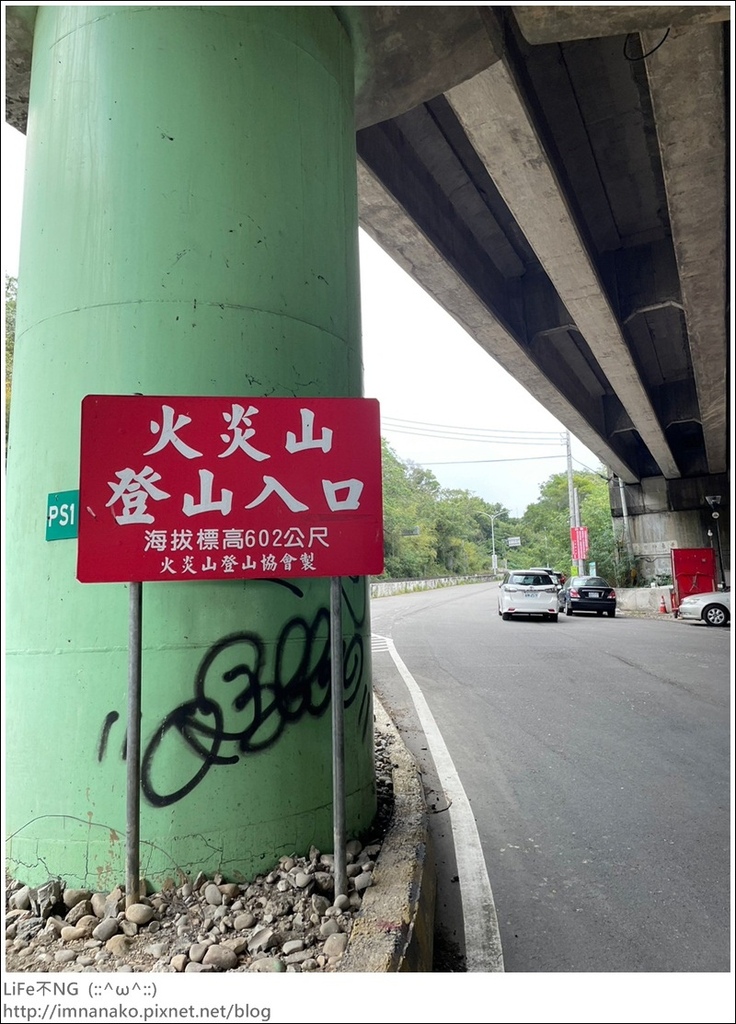 火炎山
登山入口
海拔標高602公尺
火炎山登山協會製
PS1
LiFe不NG (::^ω^::)
http://imnanako.pixnet.net/blog